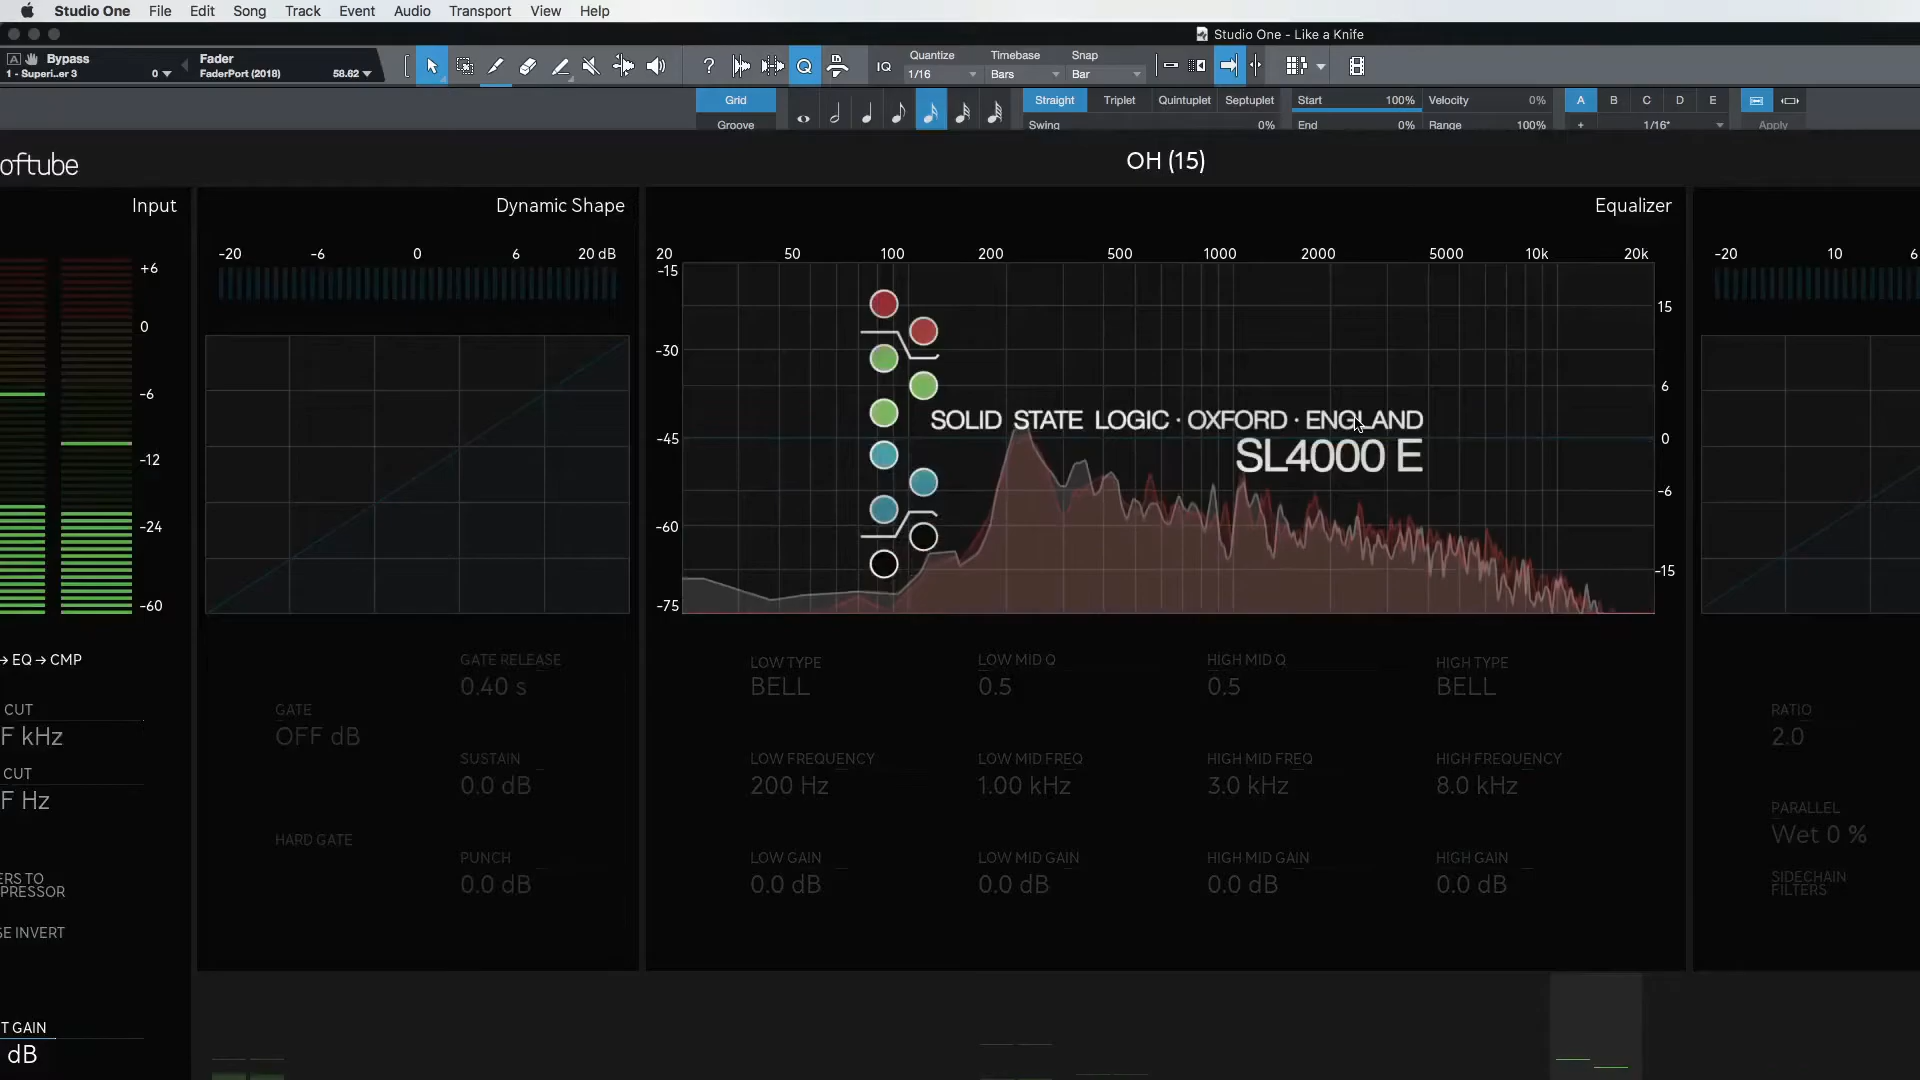 Studio One File Edit Song Track Event Audio Transport View Help
Studio One - Like a Knife
A Bypass Fader
1 - Superi...er 3 0 FaderPort (2018) 58.62
? IQ
Quantize Timebase Snap
1/16 Bars Bar
Grid Straight Triplet Quintuplet Septuplet Start 100% Velocity 0% A B C D E
Groove Swing 0% End 0% Range 100% + 1/16* Apply
oftube
OH (15)
Input Dynamic Shape Equalizer
+6
0
-6
-12
-24
-60
-20 -6 0 6 20 dB
20 50 100 200 500 1000 2000 5000 10k 20k
-15
-30
-45
-60
-75
15
6
0
-6
-15
-20 10 6
SOLID STATE LOGIC · OXFORD · ENGLAND
SL4000 E
→ EQ → CMP
CUT
F kHz
CUT
F Hz
ERS TO
PRESSOR
SE INVERT
T GAIN
dB
GATE RELEASE
0.40 s
GATE
OFF dB
SUSTAIN
0.0 dB
HARD GATE
PUNCH
0.0 dB
LOW TYPE LOW MID Q HIGH MID Q HIGH TYPE
BELL 0.5 0.5 BELL
LOW FREQUENCY LOW MID FREQ HIGH MID FREQ HIGH FREQUENCY
200 Hz 1.00 kHz 3.0 kHz 8.0 kHz
LOW GAIN LOW MID GAIN HIGH MID GAIN HIGH GAIN
0.0 dB 0.0 dB 0.0 dB 0.0 dB
RATIO
2.0
PARALLEL
Wet 0 %
SIDECHAIN
FILTERS